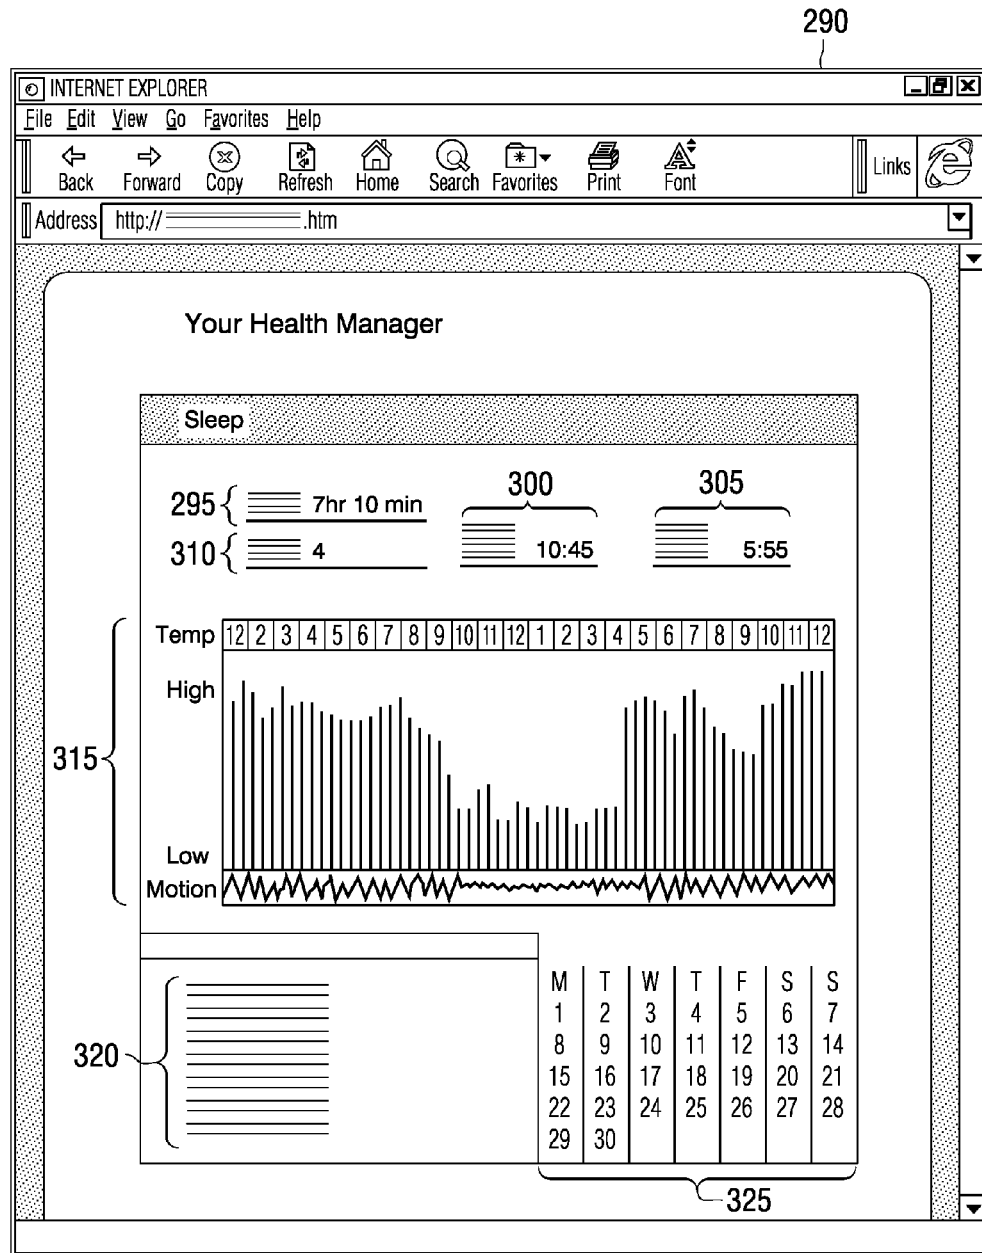 290
INTERNET EXPLORER
File Edit View Go Favorites Help
Back Forward Copy Refresh Home Search Favorites Print Font Links
Address http:// .htm
Your Health Manager
Sleep
295 7hr 10 min 300 305
310 4 10:45 5:55
Temp 12 2 3 4 5 6 7 8 9 10 11 12 1 2 3 4 5 6 7 8 9 10 11 12
High
315
Low
Motion
M T W T F S S
1 2 3 4 5 6 7
8 9 10 11 12 13 14
320
15 16 17 18 19 20 21
22 23 24 25 26 27 28
29 30
325